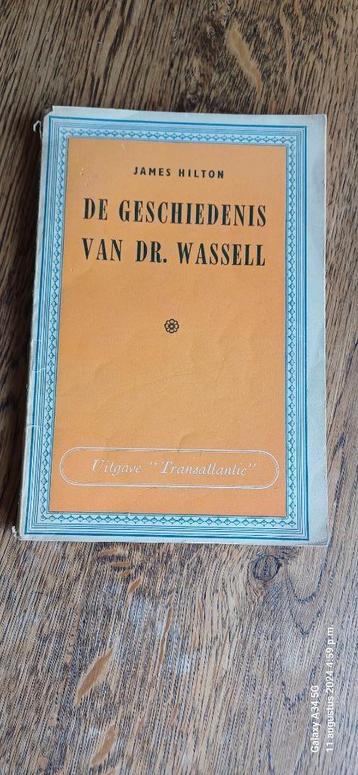 JAMES HILTON
DE GESCHIEDENIS
VAN DR. WASSELL
Uitgave "Transatlantic"
Galaxy A34 5G
11 augustus 2024 4:59 p.m.